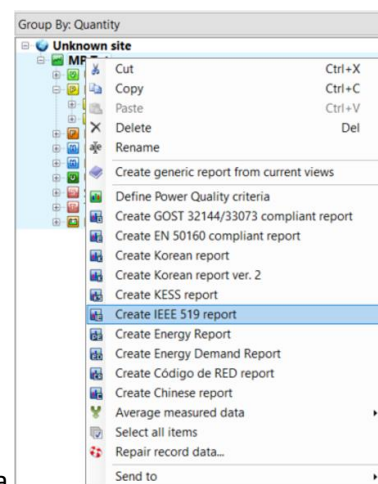 Group By: Quantity
Unknown site
Cut Ctrl+X
Copy Ctrl+C
Paste Ctrl+V
Delete Del
Rename
Create generic report from current views
Define Power Quality criteria
Create GOST 32144/33073 compliant report
Create EN 50160 compliant report
Create Korean report
Create Korean report ver. 2
Create KESS report
Create IEEE 519 report
Create Energy Report
Create Energy Demand Report
Create Código de RED report
Create Chinese report
Average measured data
Select all items
Repair record data...
Send to